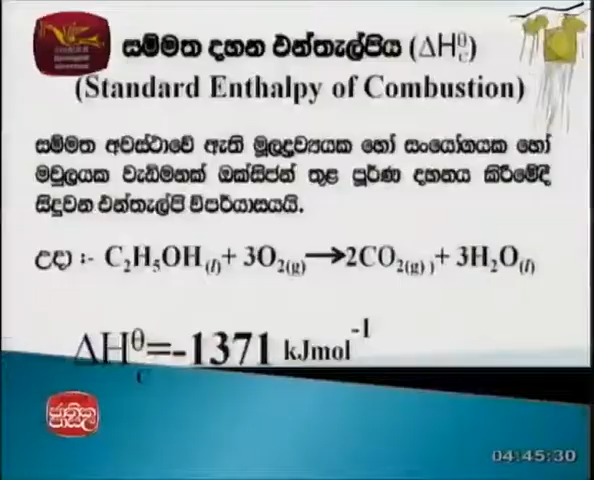 සම්මත දහන එන්තැල්පිය (ΔH꜀ᶿ)
(Standard Enthalpy of Combustion)
සම්මත අවස්ථාවේ ඇති මූලද්‍රව්‍යයක හෝ සංයෝගයක හෝ
මවුලයක වැඩිමනක් ඔක්සිජන් තුළ පූර්ණ දහනය කිරීමේදී
සිදුවන එන්තැල්පි විපර්යාසයයි.
උදා :- C₂H₅OH(l)+ 3O₂(g)→2CO₂(g) )+ 3H₂O(l)
ΔH꜀ᶿ=-1371 kJmol⁻¹
ජාතික
පාසල
04:45:30